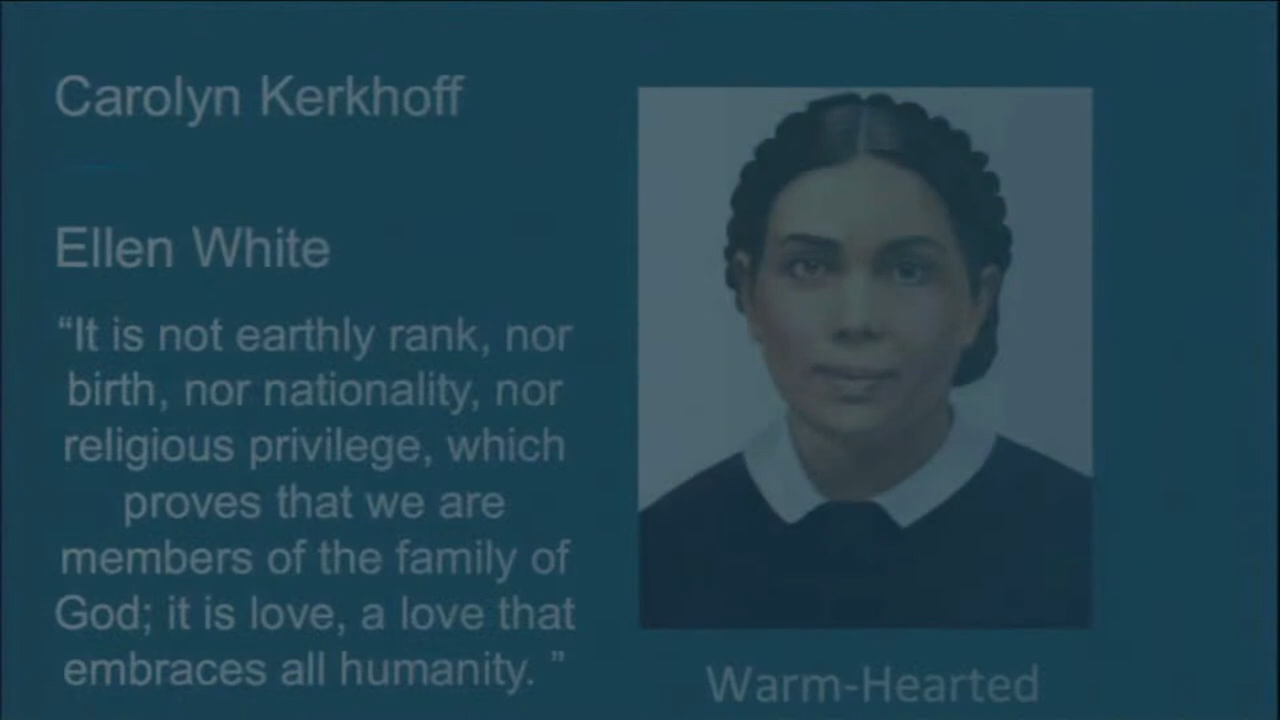 Carolyn Kerkhoff
Ellen White
“It is not earthly rank, nor
birth, nor nationality, nor
religious privilege, which
proves that we are
members of the family of
God; it is love, a love that
embraces all humanity. ”
Warm-Hearted